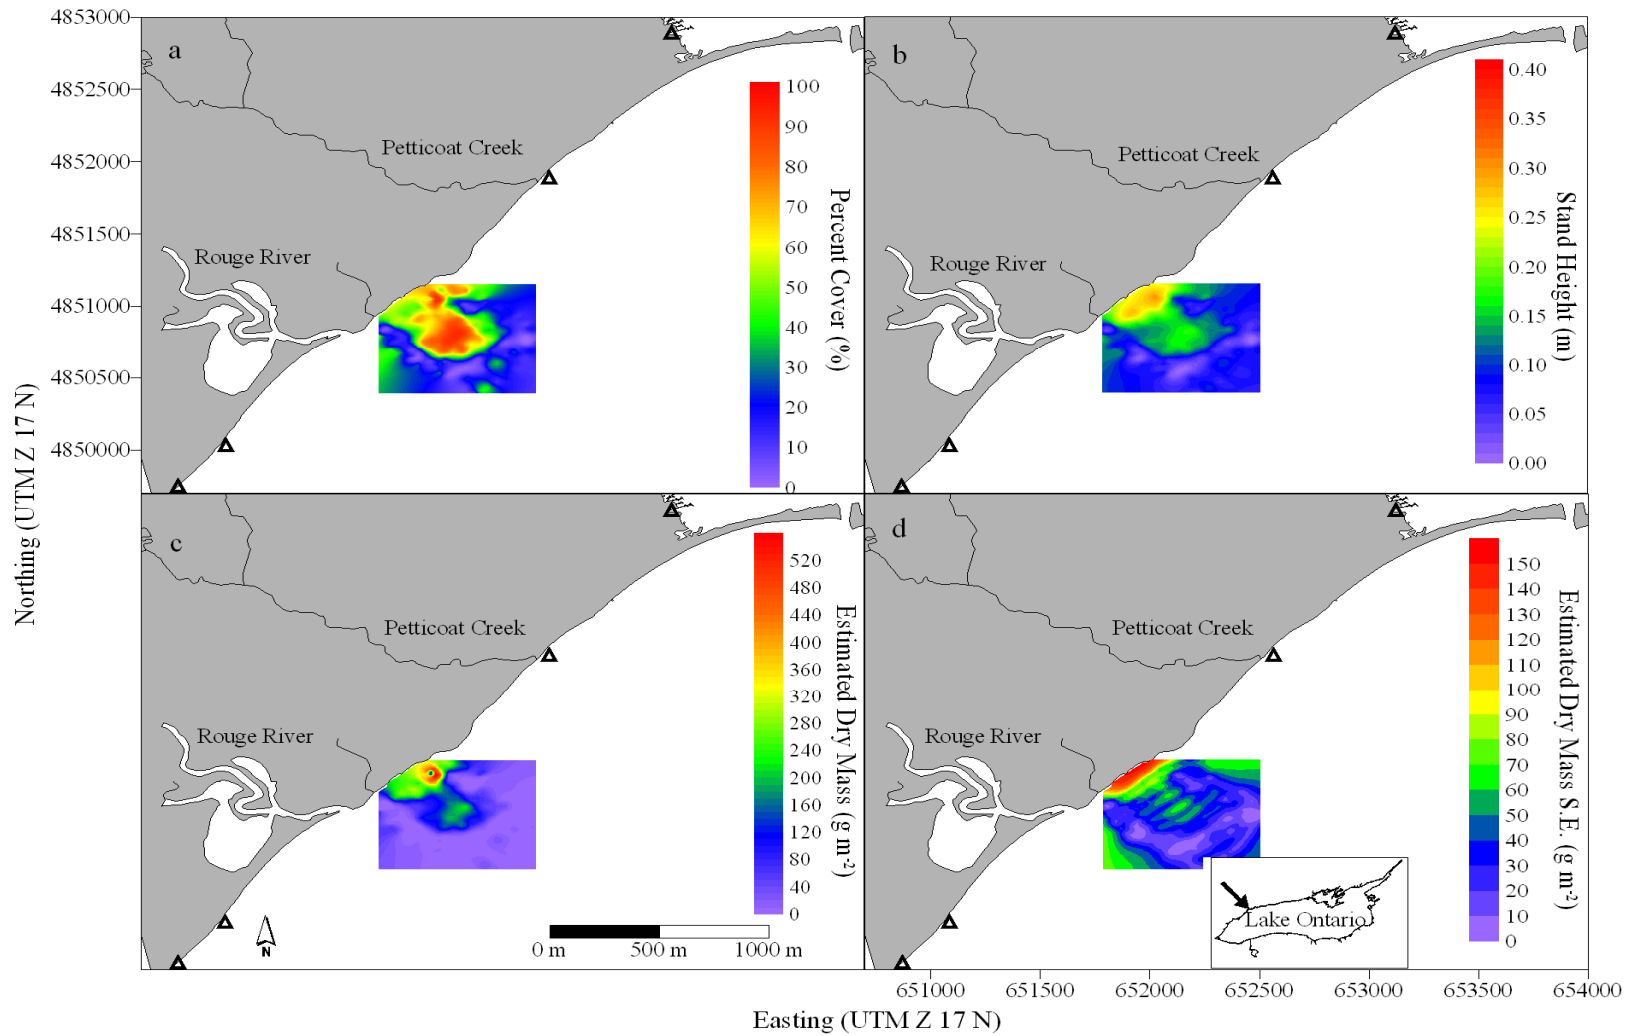 4853000
4852500
4852000
4851500
4851000
4850500
4850000
Northing (UTM Z 17 N)
a
Petticoat Creek
Rouge River
100
90
80
70
60
50
40
30
20
10
0
Percent Cover (%)
b
Petticoat Creek
Rouge River
0.40
0.35
0.30
0.25
0.20
0.15
0.10
0.05
0.00
Stand Height (m)
c
Petticoat Creek
Rouge River
520
480
440
400
360
320
280
240
200
160
120
80
40
0
Estimated Dry Mass (g m-2)
N
0 m 500 m 1000 m
d
Petticoat Creek
Rouge River
150
140
130
120
110
100
90
80
70
60
50
40
30
20
10
0
Estimated Dry Mass S.E. (g m-2)
Lake Ontario
651000 651500 652000 652500 653000 653500 654000
Easting (UTM Z 17 N)